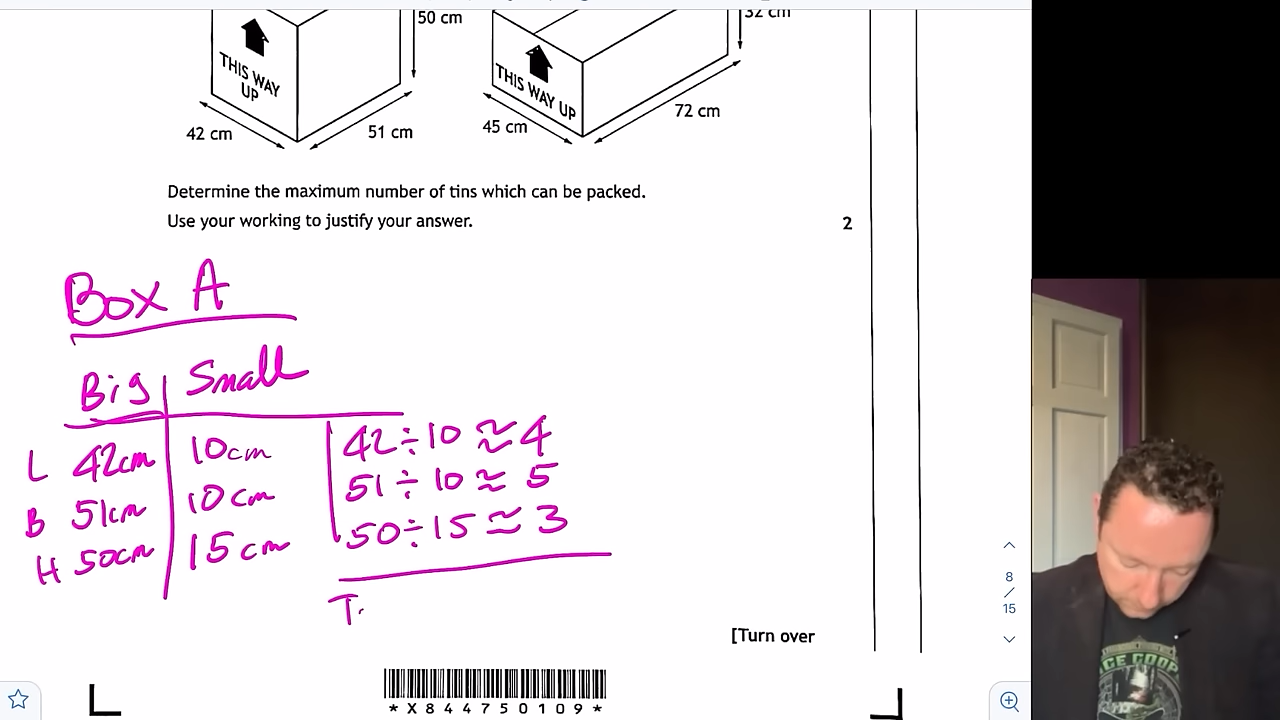 50 cm
32 cm
THIS WAY
UP
THIS WAY UP
42 cm
51 cm
45 cm
72 cm
Determine the maximum number of tins which can be packed.
Use your working to justify your answer.
2
Box A
Big Small
L 42cm 10cm 42÷10 ≈ 4
B 51cm 10cm 51÷10 ≈ 5
H 50cm 15cm 50÷15 ≈ 3
[Turn over
8
/
15
*X844750109*